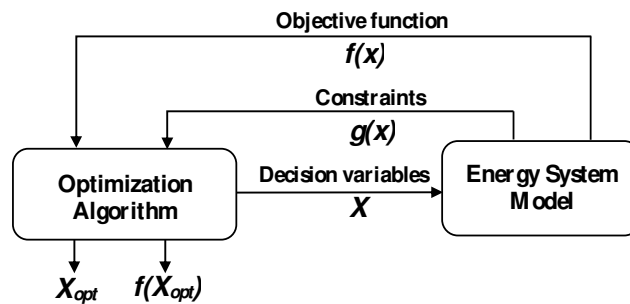 Objective function
f(x)
Constraints
g(x)
Optimization
Algorithm
Decision variables
X
Energy System
Model
Xopt
f(Xopt)